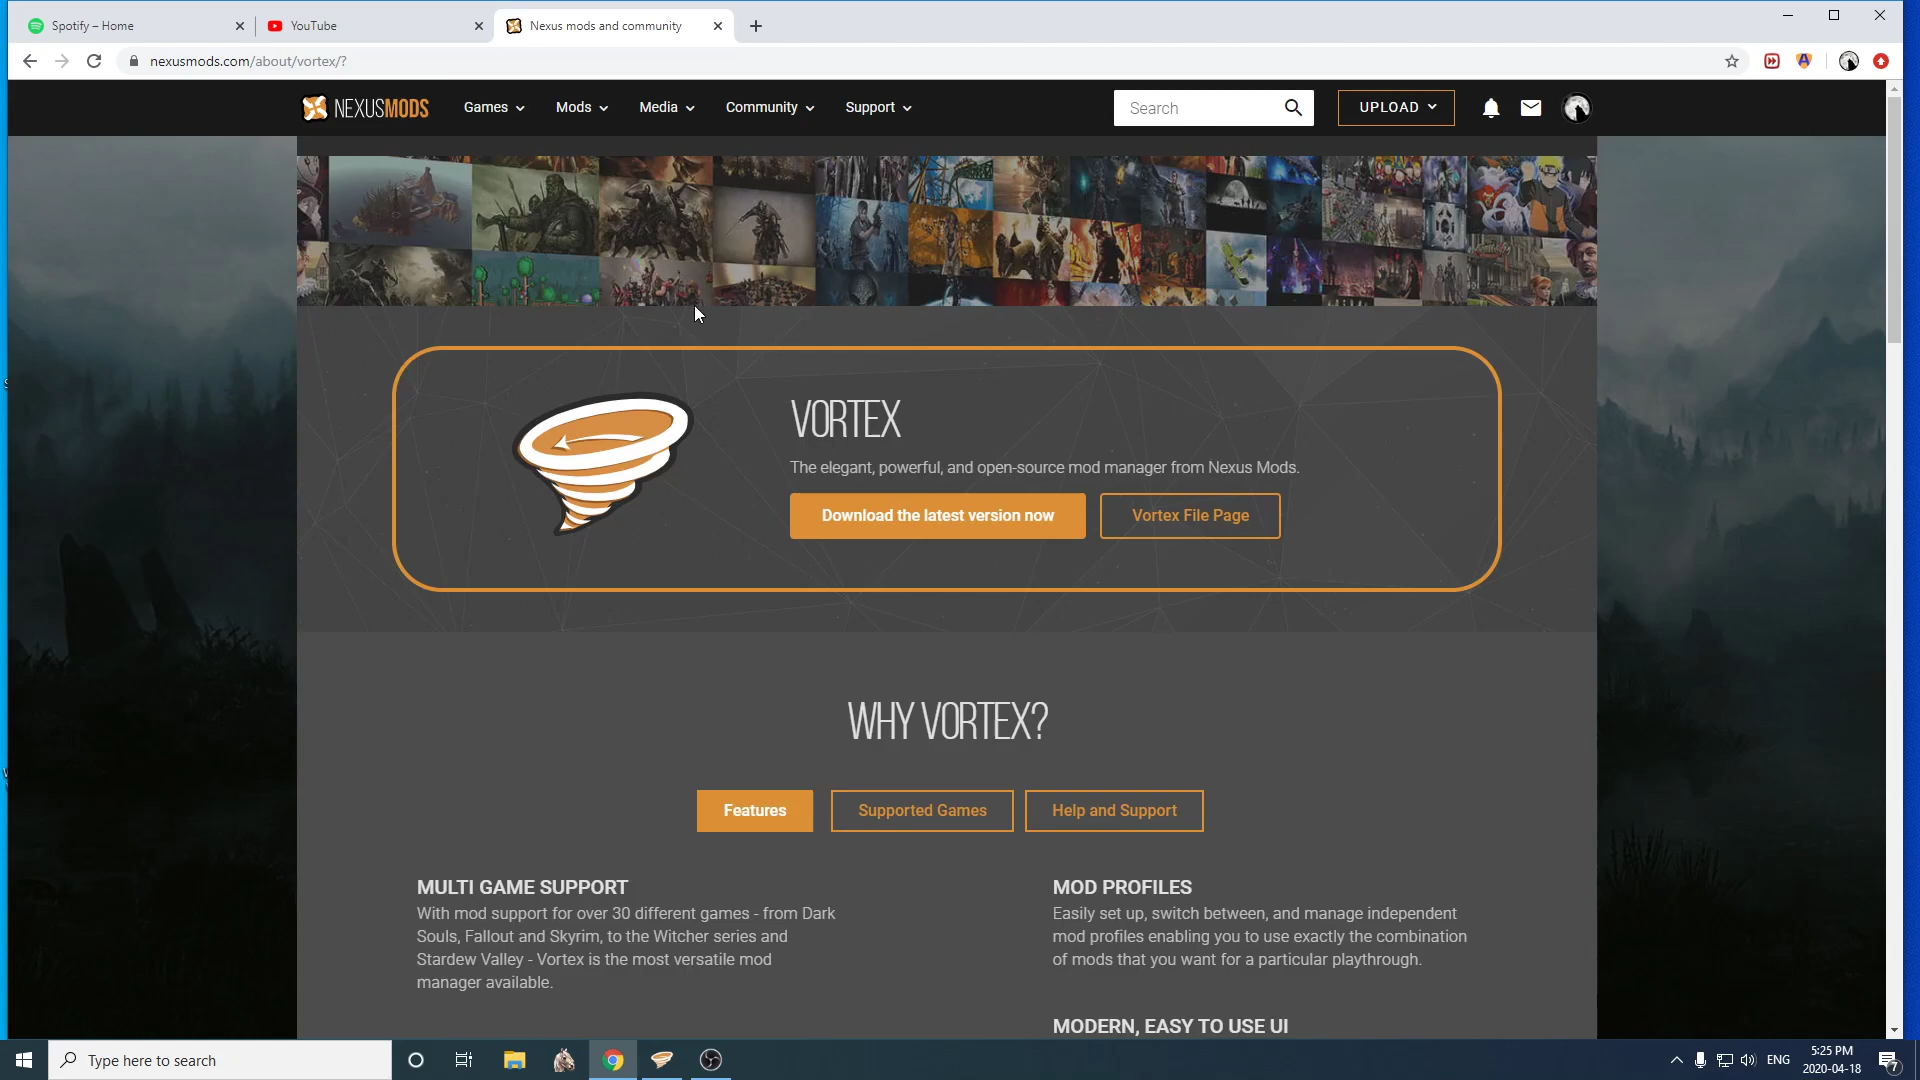 Spotify – Home
YouTube
Nexus mods and community
nexusmods.com/about/vortex/?
NEXUSMODS
Games
Mods
Media
Community
Support
Search
UPLOAD
VORTEX
The elegant, powerful, and open-source mod manager from Nexus Mods.
Download the latest version now
Vortex File Page
WHY VORTEX?
Features
Supported Games
Help and Support
MULTI GAME SUPPORT
With mod support for over 30 different games - from Dark
Souls, Fallout and Skyrim, to the Witcher series and
Stardew Valley - Vortex is the most versatile mod
manager available.
MOD PROFILES
Easily set up, switch between, and manage independent
mod profiles enabling you to use exactly the combination
of mods that you want for a particular playthrough.
MODERN, EASY TO USE UI
Type here to search
ENG
5:25 PM
2020-04-18
7